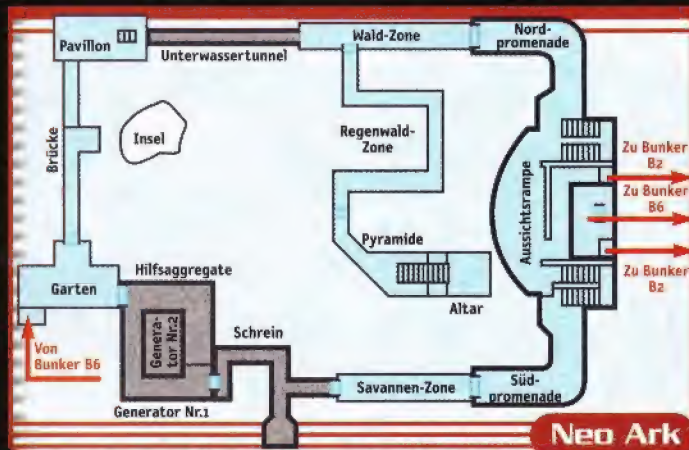 Pavillon
Unterwassertunnel
Wald-Zone
Nord-
promenade
Brücke
Insel
Regenwald-
Zone
Aussichtsrampe
Zu Bunker
B2
Zu Bunker
B6
Zu Bunker
B2
Pyramide
Altar
Garten
Hilfsaggregate
Von
Bunker B6
Genera-
tor Nr.2
Schrein
Generator Nr.1
Savannen-Zone
Süd-
promenade
Neo Ark